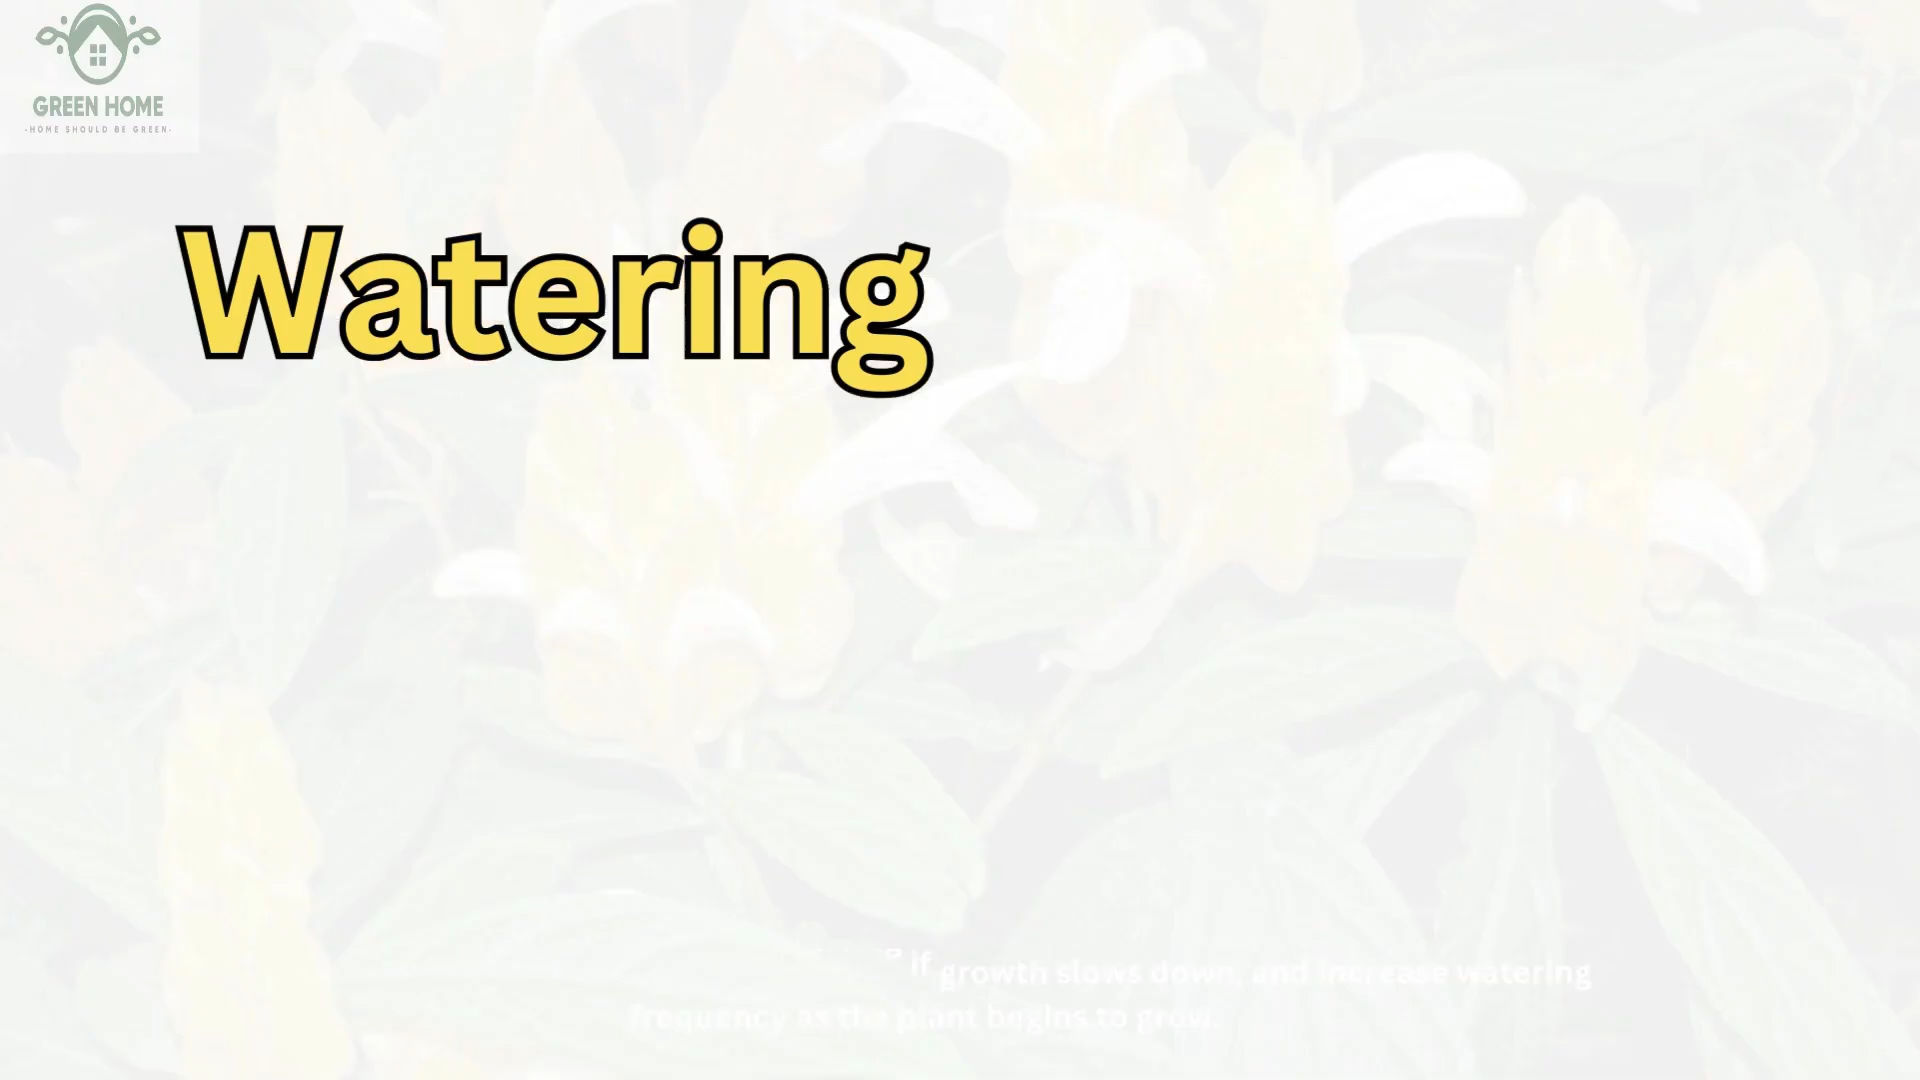 GREEN HOME
-HOME SHOULD BE GREEN-
Watering
if growth slows down, and increase watering
frequency as the plant begins to grow.